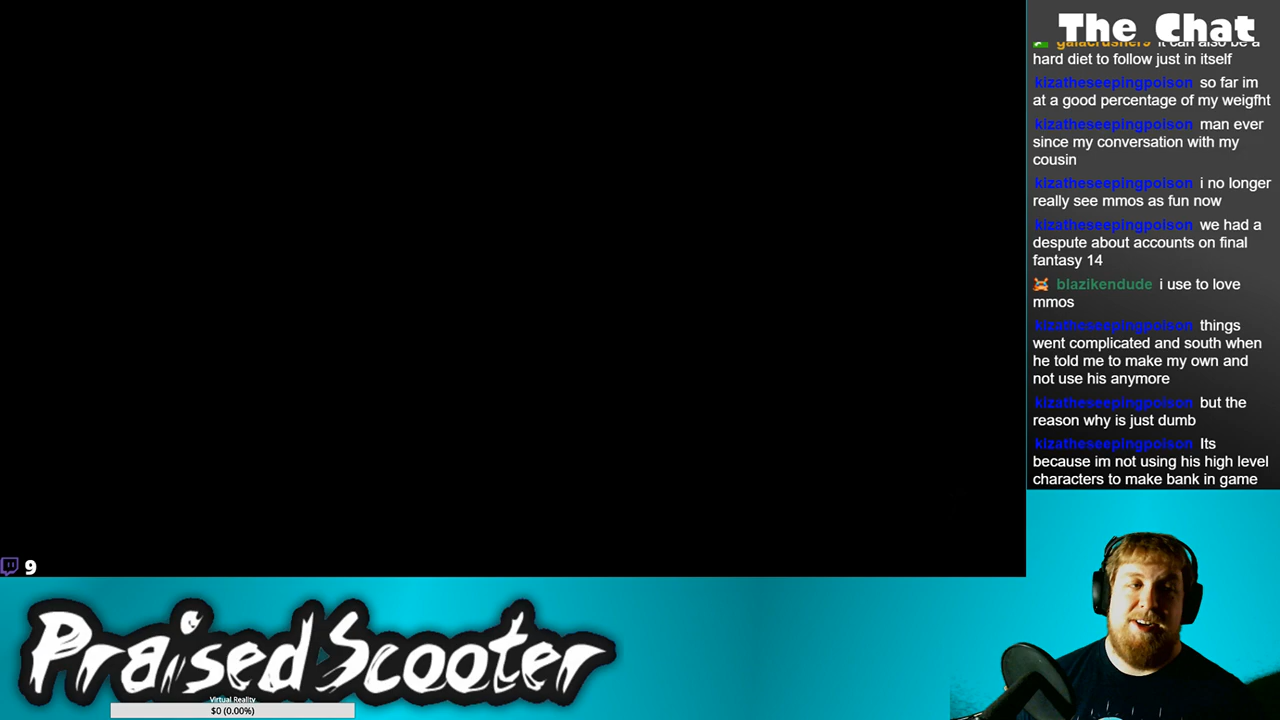 The Chat
galacrusher9 it can also be a
hard diet to follow just in itself
kizatheseepingpoison so far im
at a good percentage of my weigfht
kizatheseepingpoison man ever
since my conversation with my
cousin
kizatheseepingpoison i no longer
really see mmos as fun now
kizatheseepingpoison we had a
despute about accounts on final
fantasy 14
blazikendude i use to love
mmos
kizatheseepingpoison things
went complicated and south when
he told me to make my own and
not use his anymore
kizatheseepingpoison but the
reason why is just dumb
kizatheseepingpoison Its
because im not using his high level
characters to make bank in game
9
PraisedScooter
Virtual Reality
$0 (0.00%)